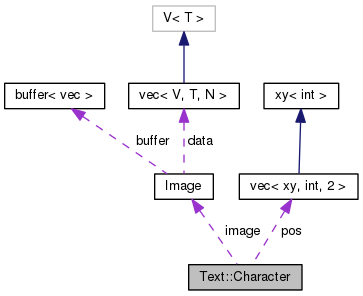 V< T >
buffer< vec >
vec< V, T, N >
xy< int >
buffer
data
Image
vec< xy, int, 2 >
image
pos
Text::Character